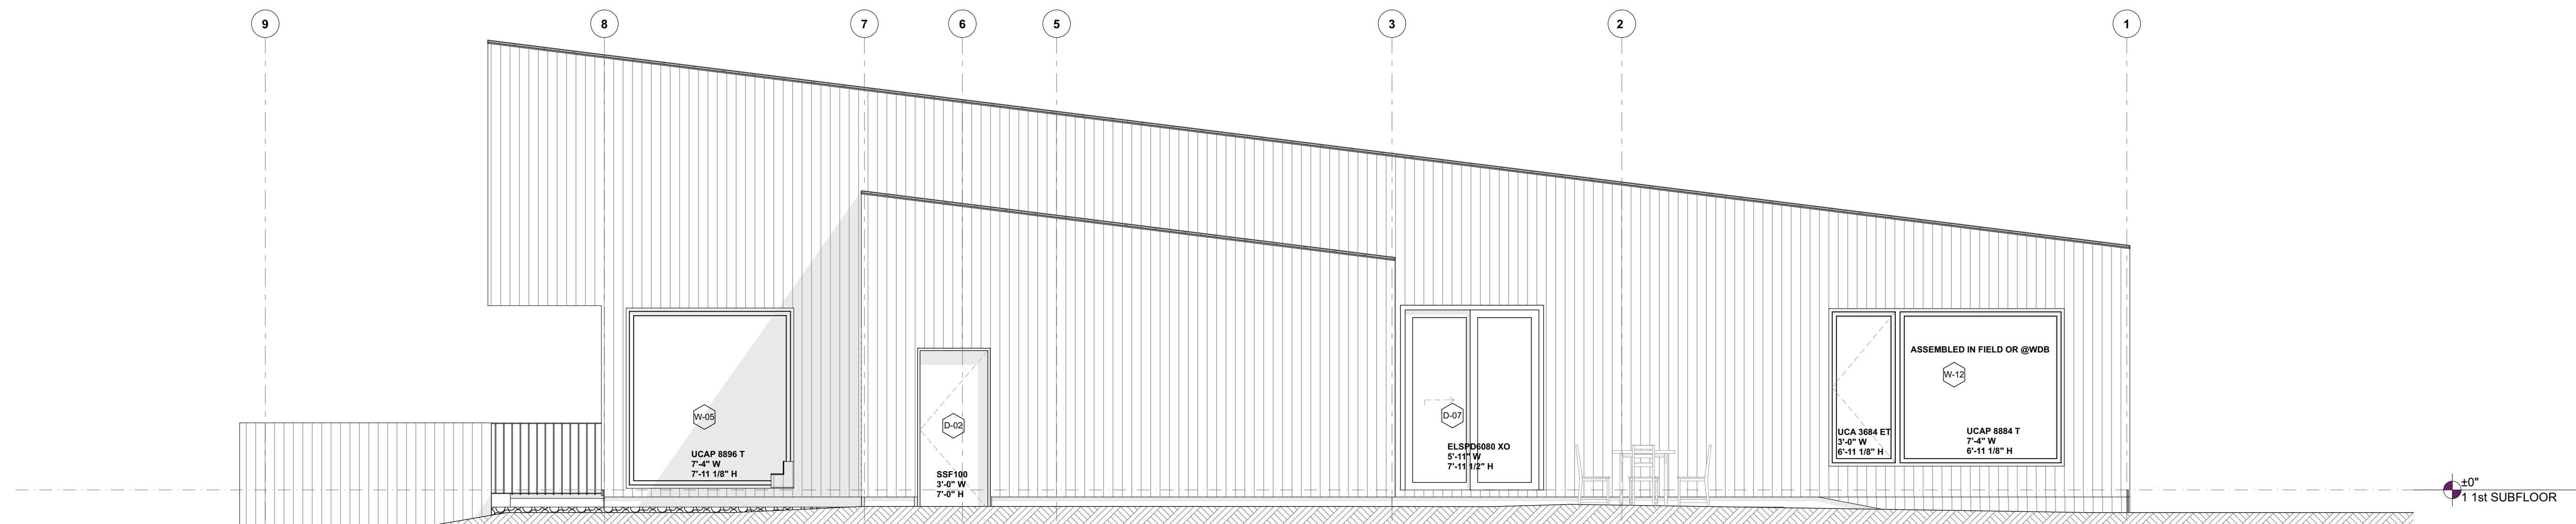 9
8
7
6
5
3
2
1
ASSEMBLED IN FIELD OR @WDB
W-12
W-05
D-02
D-07
UCAP 8896 T
7'-4" W
7'-11 1/8" H
SSF100
3'-0" W
7'-0" H
ELSPD6080 XO
5'-11" W
7'-11 1/2" H
UCA 3684 ET
3'-0" W
6'-11 1/8" H
UCAP 8884 T
7'-4" W
6'-11 1/8" H
±0"
1 1st SUBFLOOR